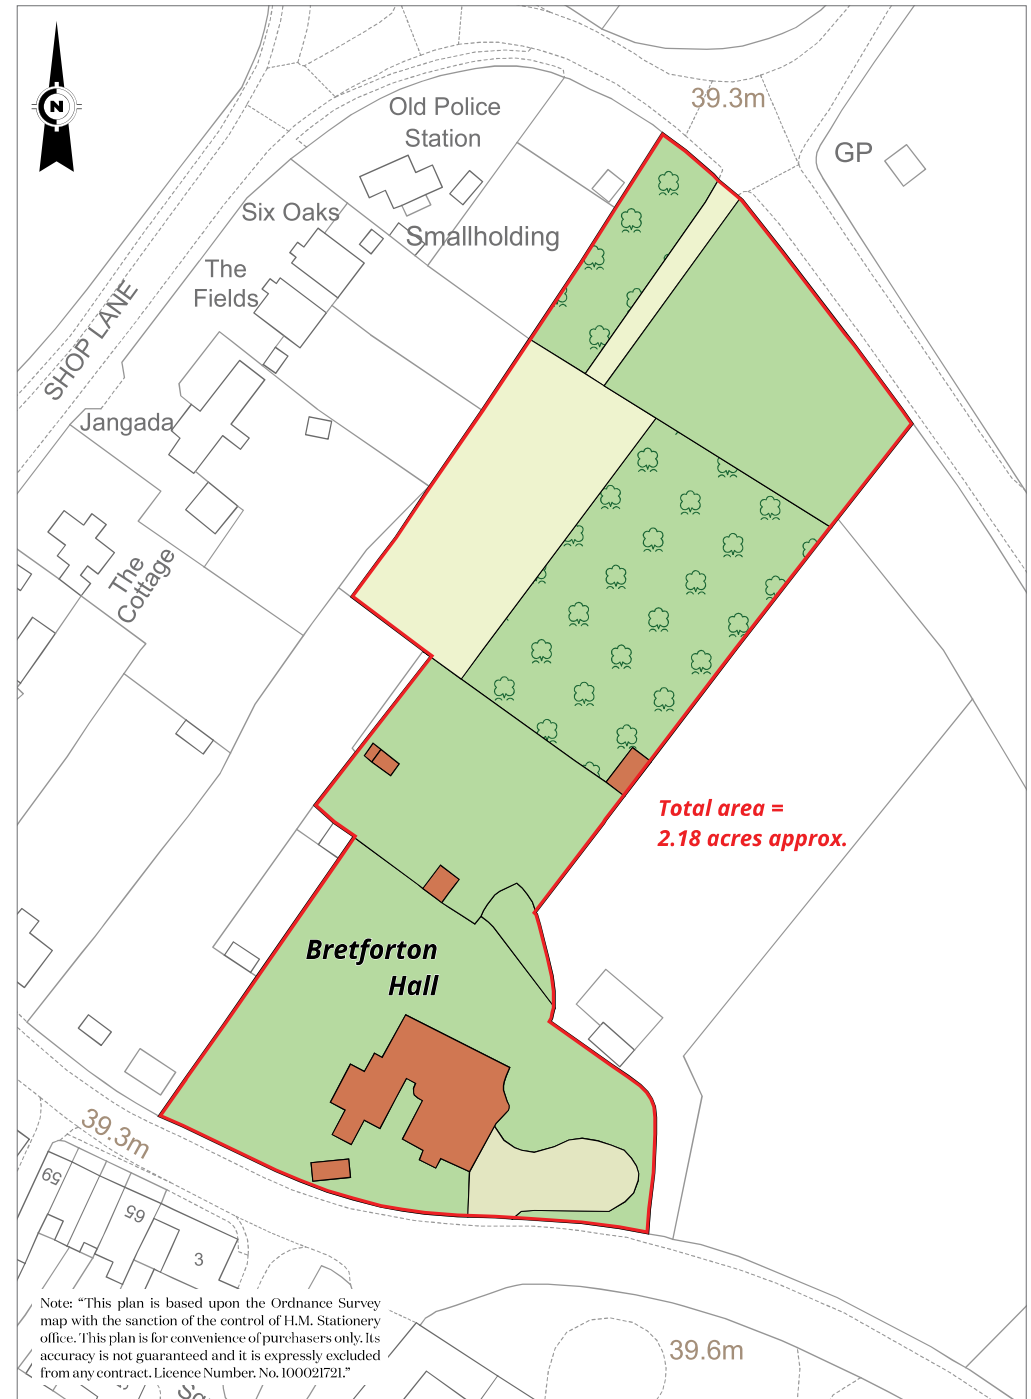 N
39.3m
Old Police
Station
GP
Six Oaks
Smallholding
The
Fields
SHOP LANE
Jangada
The
Cottage
Total area =
2.18 acres approx.
Bretforton
Hall
39.3m
59
65
3
39.6m
Note: “This plan is based upon the Ordnance Survey
map with the sanction of the control of H.M. Stationery
office. This plan is for convenience of purchasers only. Its
accuracy is not guaranteed and it is expressly excluded
from any contract. Licence Number. No. 100021721.”